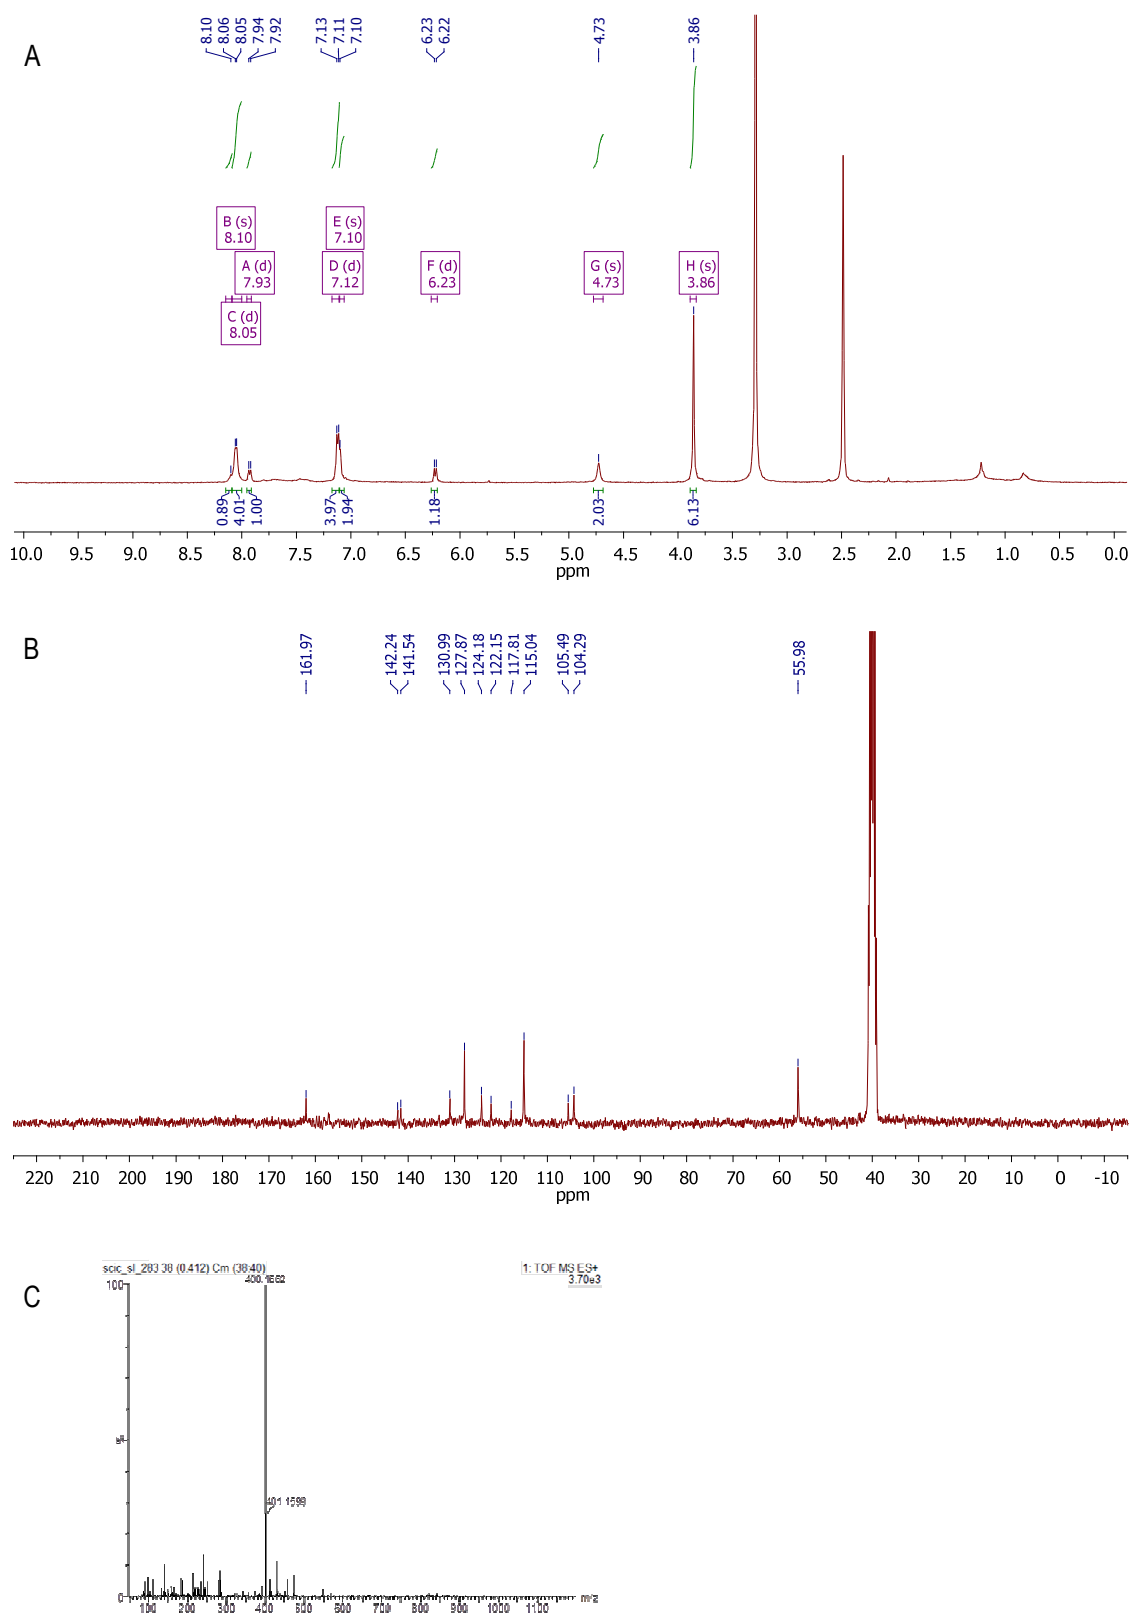 A
8.10 8.06 8.05 7.94 7.92 7.13 7.11 7.10 6.23 6.22 4.73 3.86
B (s) 8.10
E (s) 7.10
A (d) 7.93
D (d) 7.12
F (d) 6.23
G (s) 4.73
H (s) 3.86
C (d) 8.05
0.89 4.01 1.00 3.97 1.94 1.18 2.03 6.13
10.0 9.5 9.0 8.5 8.0 7.5 7.0 6.5 6.0 5.5 5.0 4.5 4.0 3.5 3.0 2.5 2.0 1.5 1.0 0.5 0.0
ppm
B
161.97 142.24 141.54 130.99 127.87 124.18 122.15 117.81 115.04 105.49 104.29 55.98
220 210 200 190 180 170 160 150 140 130 120 110 100 90 80 70 60 50 40 30 20 10 0 -10
ppm
C
scic_sl_283 38 (0.412) Cm (38:40)
1: TOF MS ES+
3.70e3
100
400.1662
401.1599
0
100 200 300 400 500 600 700 800 900 1000 1100
m/z